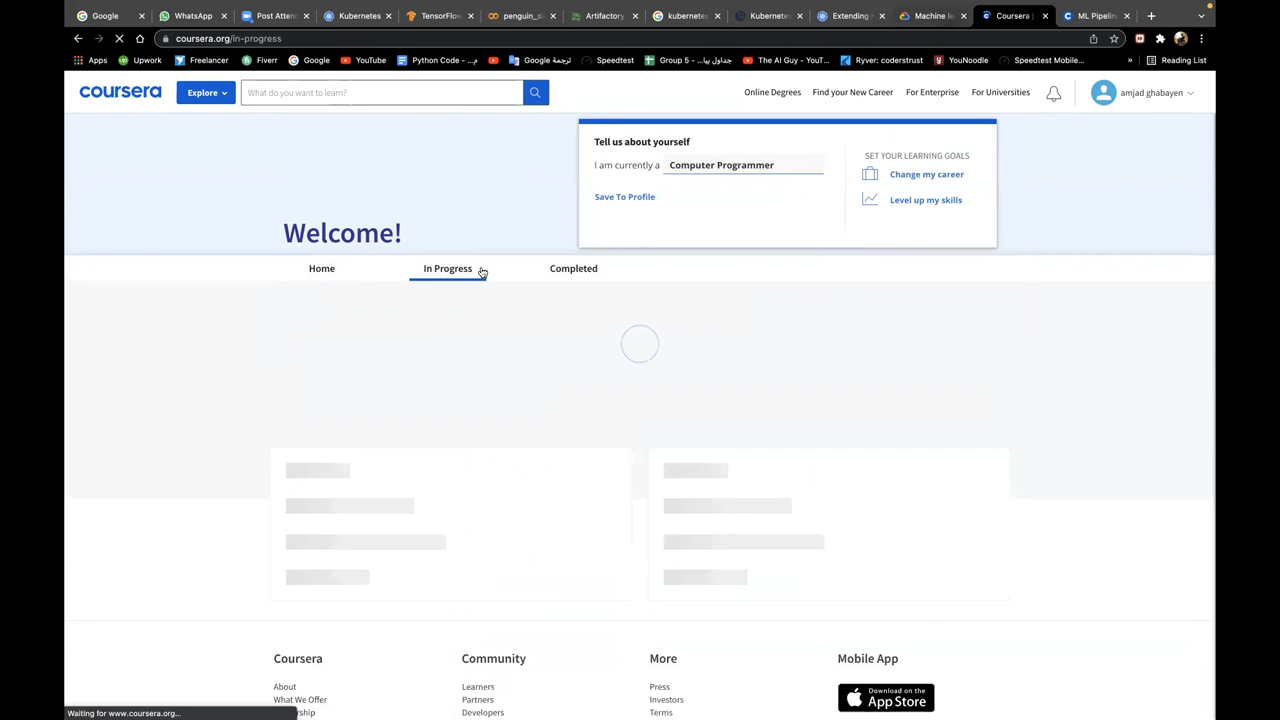 Google
WhatsApp
Post Atten
Kubernetes
TensorFlow
penguin_si
Artifactory
kubernete
Kubernete
Extending
Machine le
Coursera |
ML Pipelin
coursera.org/in-progress
Apps
Upwork
Freelancer
Fiverr
Google
YouTube
Python Code - ...م
ترجمة Google
Speedtest
Group 5 - ...جداول بيا
The AI Guy - YouT...
Ryver: coderstrust
YouNoodle
Speedtest Mobile...
»
Reading List
coursera
Explore
What do you want to learn?
Online Degrees
Find your New Career
For Enterprise
For Universities
amjad ghabayen
Tell us about yourself
I am currently a Computer Programmer
Save To Profile
SET YOUR LEARNING GOALS
Change my career
Level up my skills
Welcome!
Home
In Progress
Completed
Coursera
Community
More
Mobile App
About
Learners
Press
What We Offer
Partners
Investors
Download on the
App Store
Developers
Terms
Waiting for www.coursera.org...